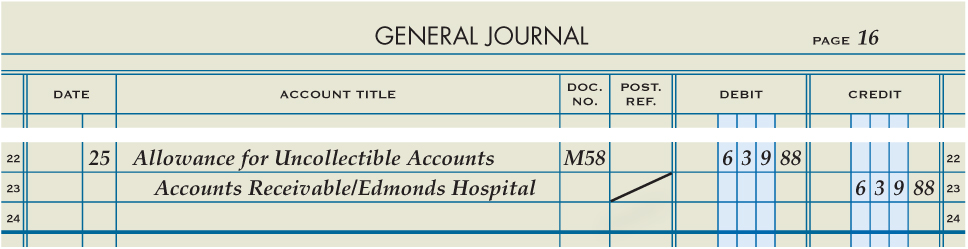 GENERAL JOURNAL PAGE 16
DATE ACCOUNT TITLE DOC. NO. POST. REF. DEBIT CREDIT
22 25 Allowance for Uncollectible Accounts M58 6 3 9 88 22
23 Accounts Receivable/Edmonds Hospital 6 3 9 88 23
24 24